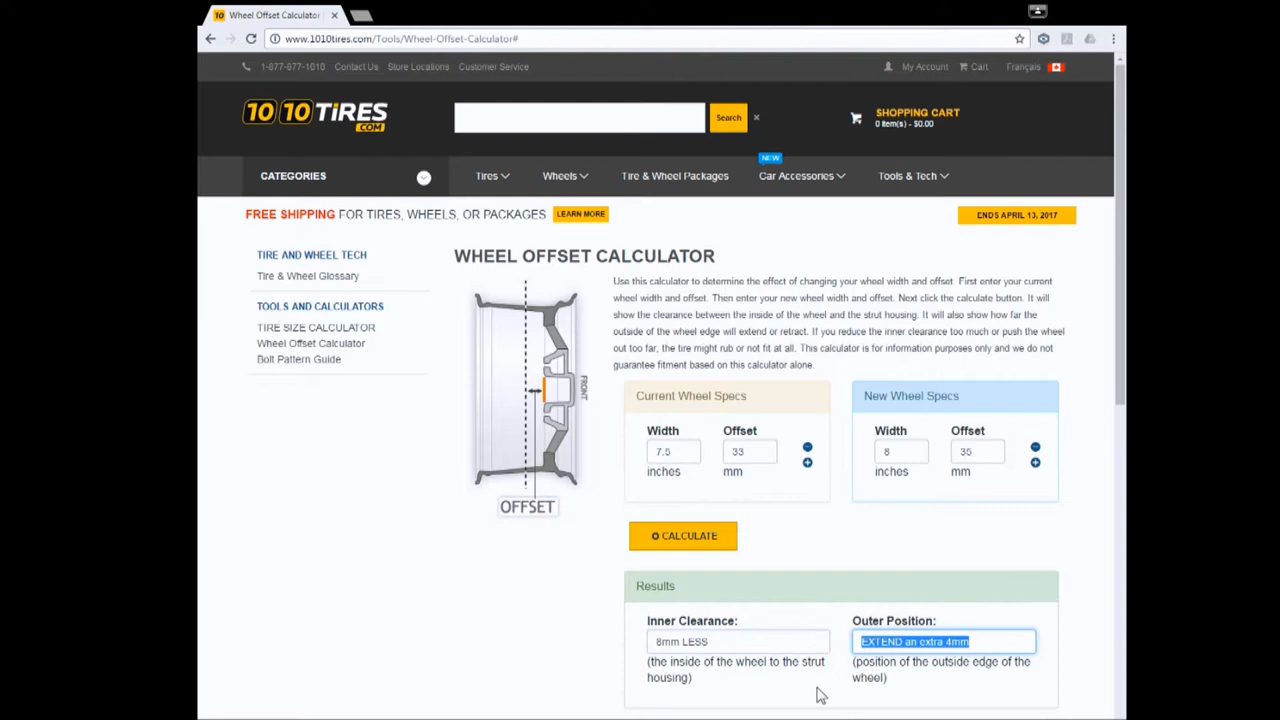 10 Wheel Offset Calculator
www.1010tires.com/Tools/Wheel-Offset-Calculator#
1-877-877-1010 Contact Us Store Locations Customer Service My Account Cart Français
10 10 TIRES .COM
Search ×
SHOPPING CART
0 item(s) - $0.00
NEW
CATEGORIES Tires Wheels Tire & Wheel Packages Car Accessories Tools & Tech
FREE SHIPPING FOR TIRES, WHEELS, OR PACKAGES LEARN MORE ENDS APRIL 13, 2017
TIRE AND WHEEL TECH
Tire & Wheel Glossary
TOOLS AND CALCULATORS
TIRE SIZE CALCULATOR
Wheel Offset Calculator
Bolt Pattern Guide
WHEEL OFFSET CALCULATOR
FRONT
OFFSET
Use this calculator to determine the effect of changing your wheel width and offset. First enter your current
wheel width and offset. Then enter your new wheel width and offset. Next click the calculate button. It will
show the clearance between the inside of the wheel and the strut housing. It will also show how far the
outside of the wheel edge will extend or retract. If you reduce the inner clearance too much or push the wheel
out too far, the tire might rub or not fit at all. This calculator is for information purposes only and we do not
guarantee fitment based on this calculator alone.
Current Wheel Specs
Width Offset
7.5 33
inches mm
New Wheel Specs
Width Offset
8 35
inches mm
CALCULATE
Results
Inner Clearance:
8mm LESS
(the inside of the wheel to the strut
housing)
Outer Position:
EXTEND an extra 4mm
(position of the outside edge of the
wheel)